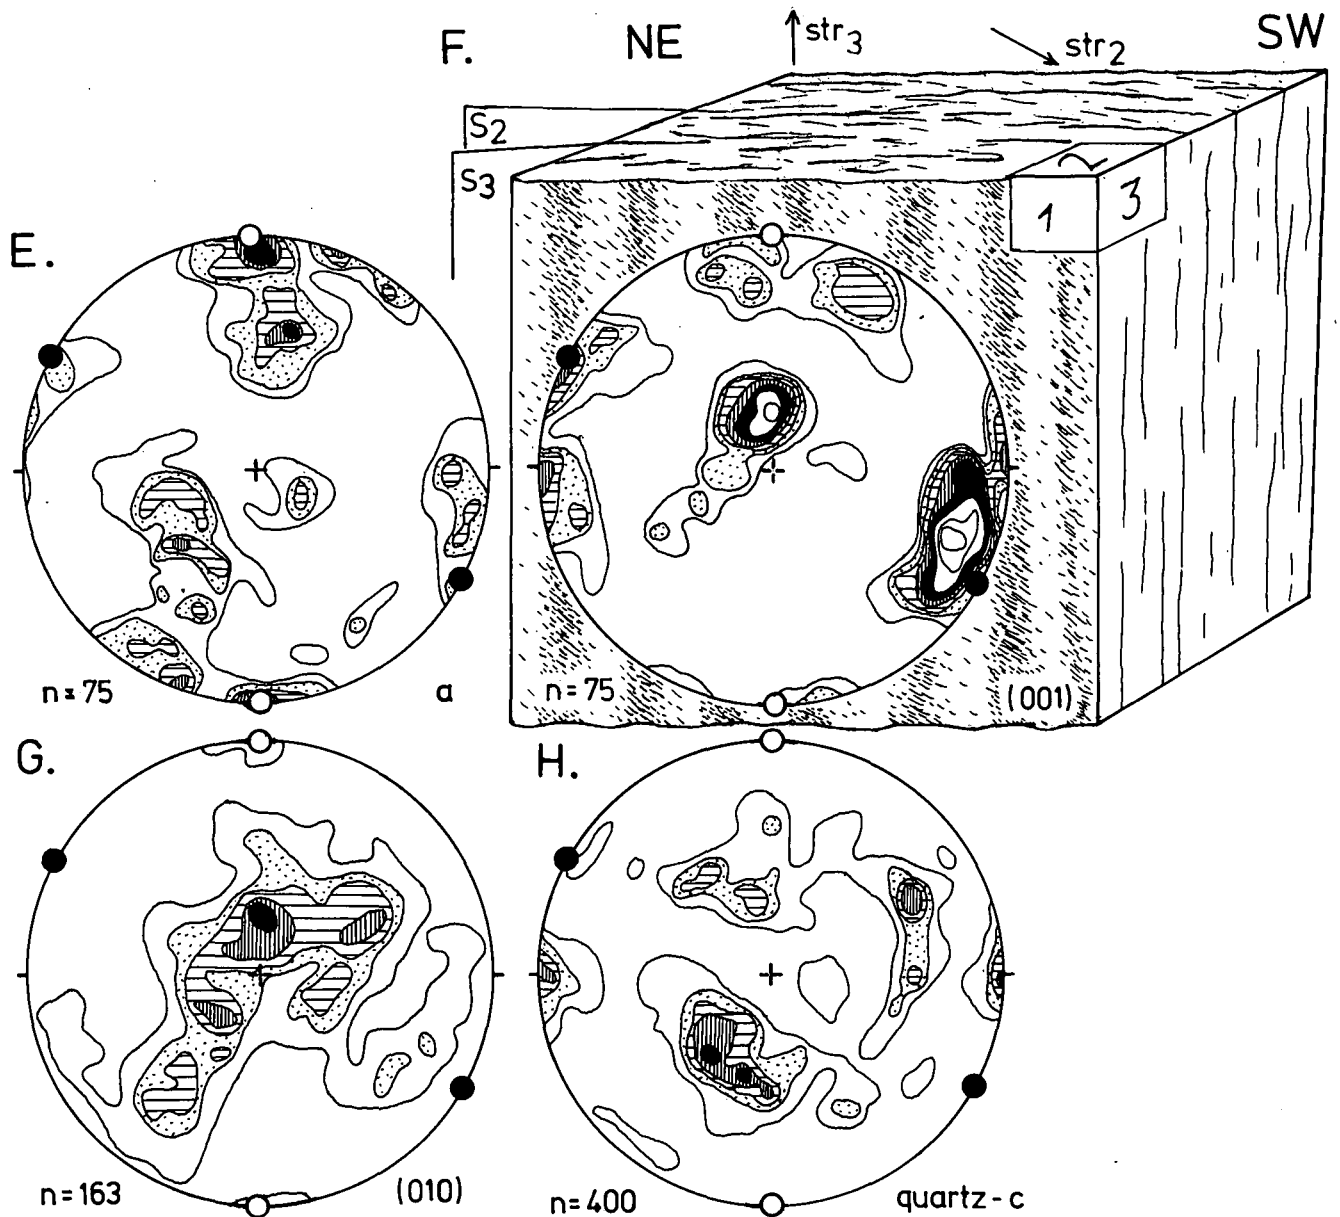 F. NE str3 str2 SW
S2
S3
1 2 3
E.
n=75 a
n=75 (001)
G.
H.
n=163 (010)
n=400 quartz-c